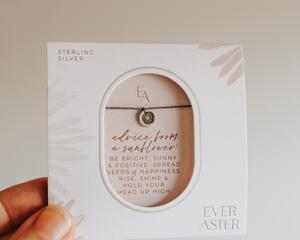 STERLING
SILVER
EA
advice from
a sunflower
BE BRIGHT, SUNNY
& POSITIVE. SPREAD
SEEDS of HAPPINESS.
RISE, SHINE &
HOLD YOUR
HEAD UP HIGH.
EVER
ASTER